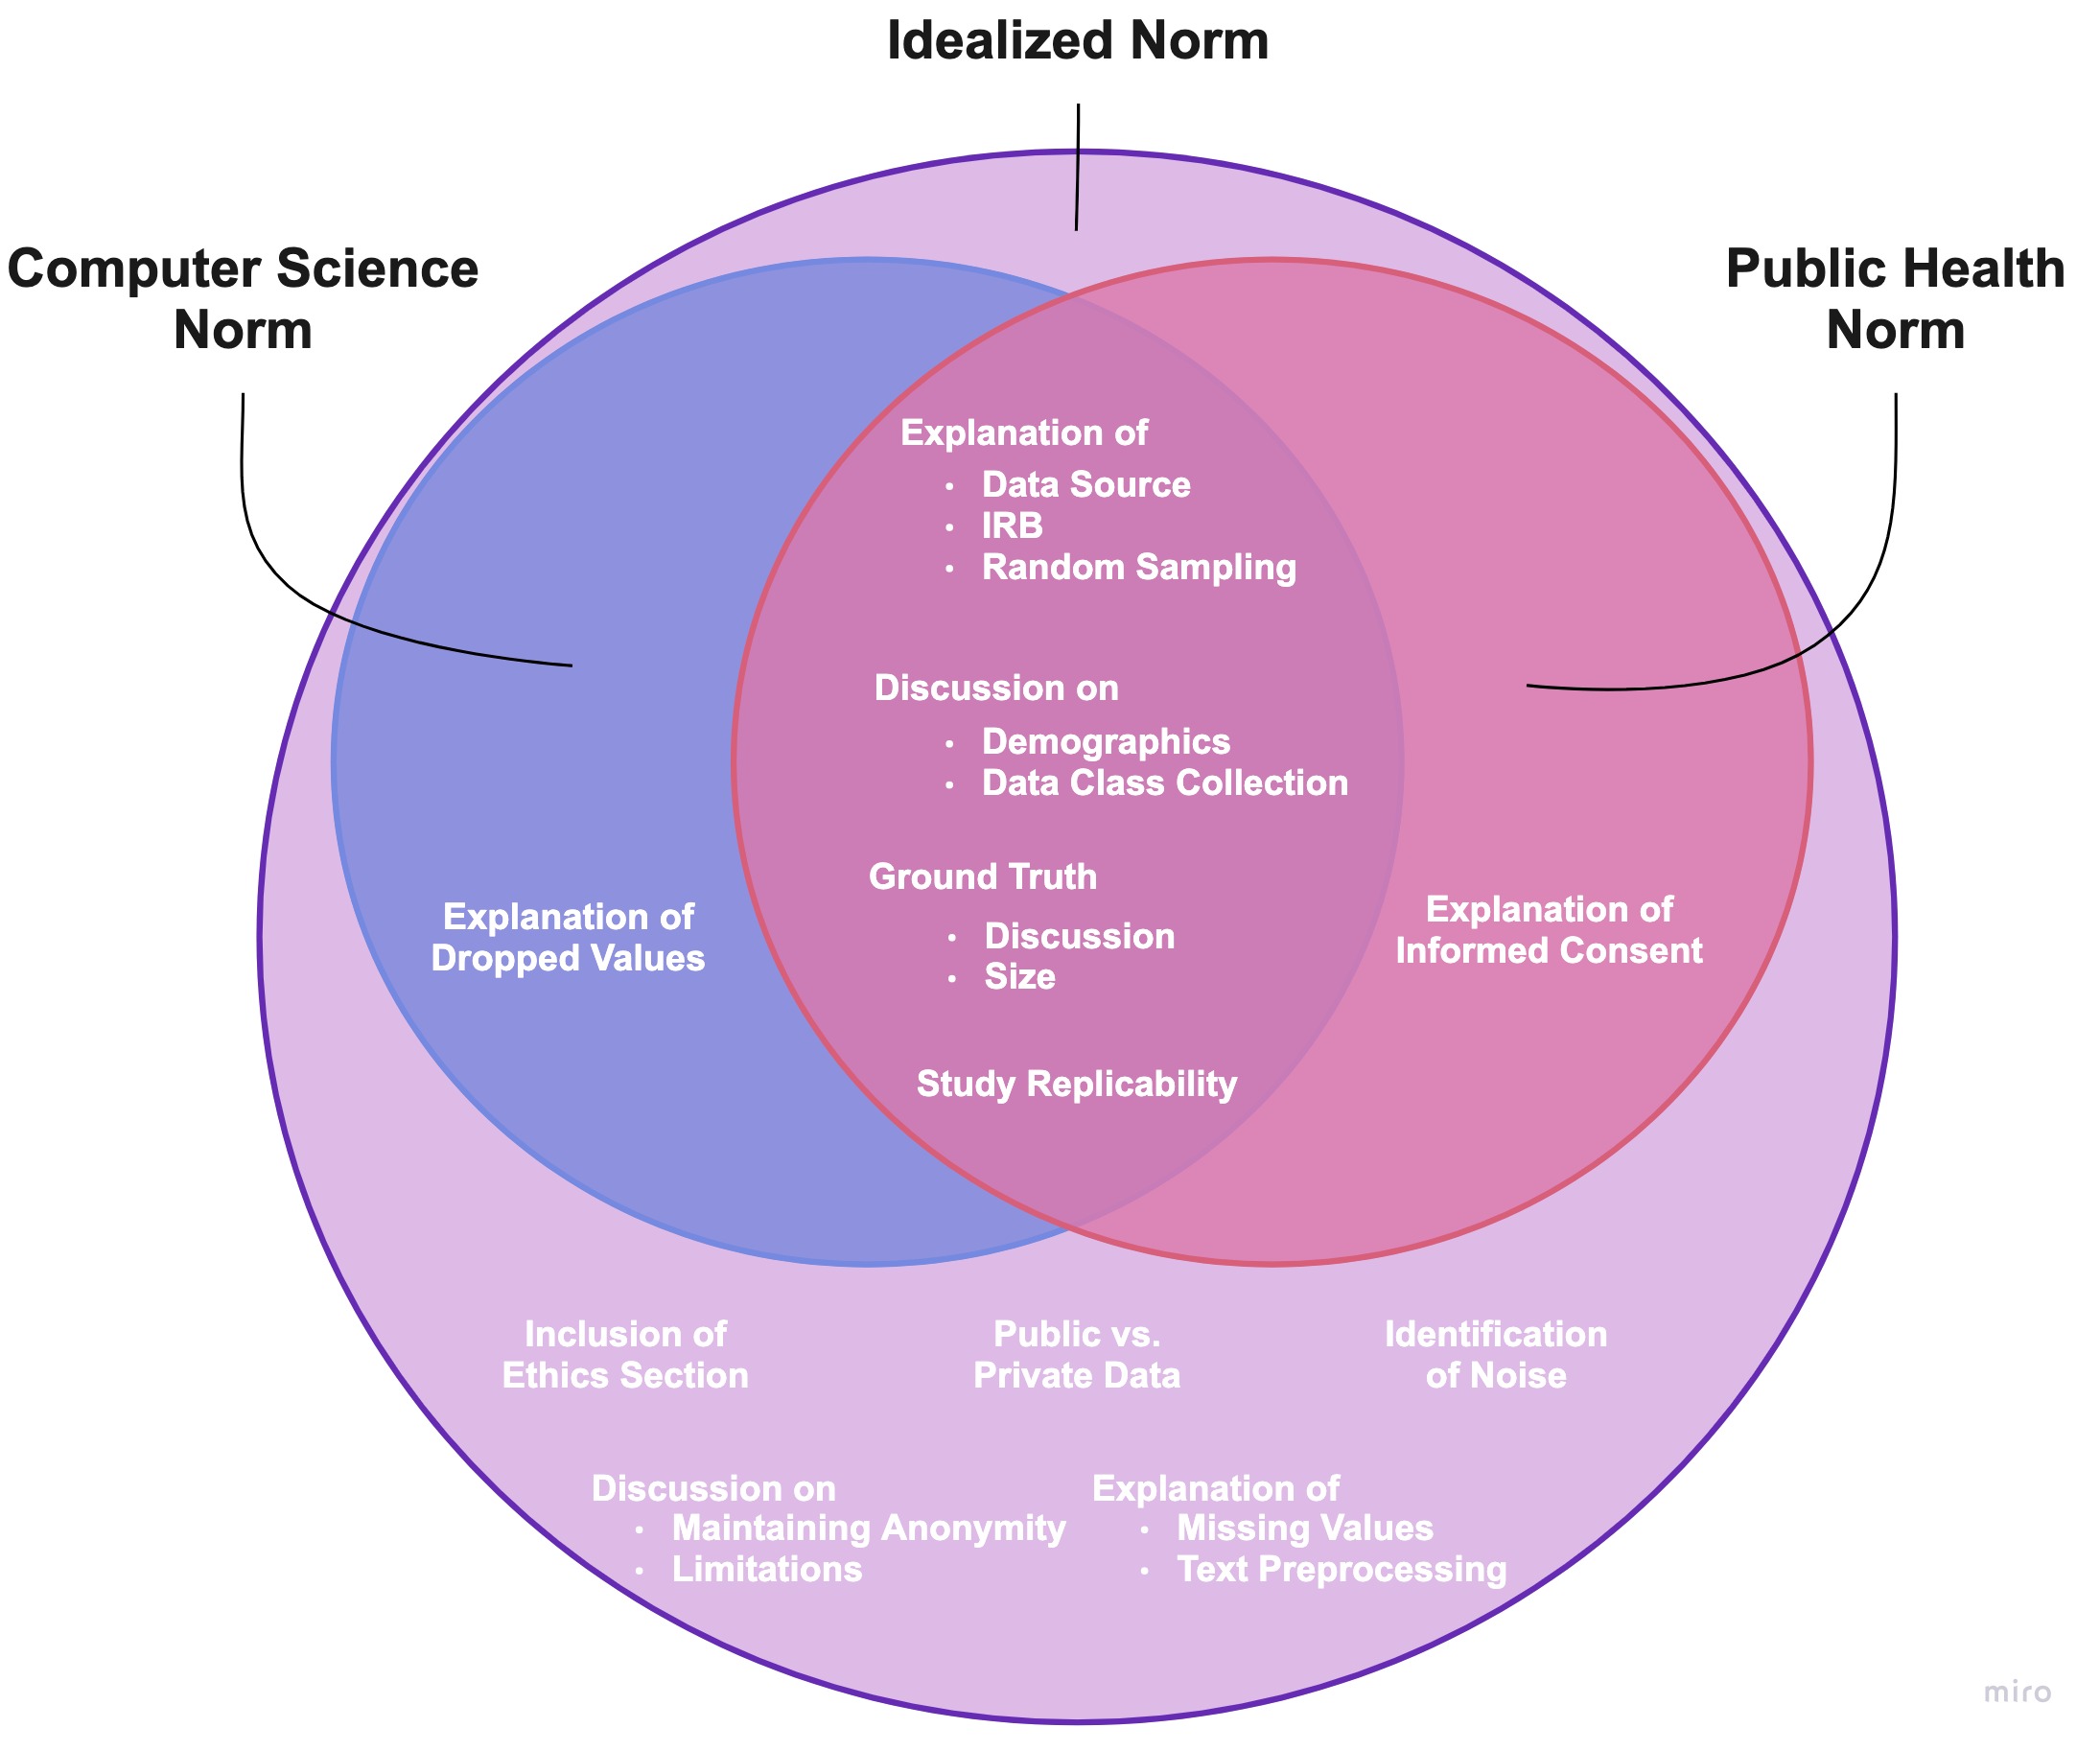 Idealized Norm
Computer Science
Norm
Public Health
Norm
Explanation of
• Data Source
• IRB
• Random Sampling
Discussion on
• Demographics
• Data Class Collection
Ground Truth
• Discussion
• Size
Study Replicability
Explanation of
Dropped Values
Explanation of
Informed Consent
Inclusion of
Ethics Section
Public vs.
Private Data
Identification
of Noise
Discussion on
• Maintaining Anonymity
• Limitations
Explanation of
• Missing Values
• Text Preprocessing
miro